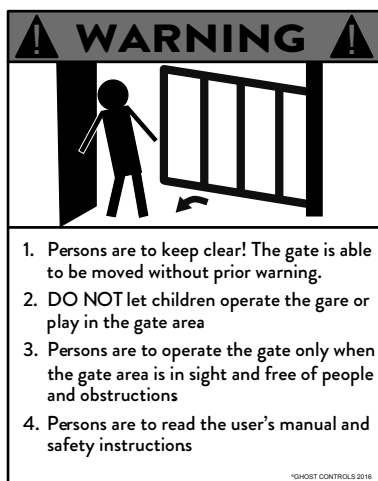 WARNING
1. Persons are to keep clear! The gate is able
to be moved without prior warning.
2. DO NOT let children operate the gare or
play in the gate area
3. Persons are to operate the gate only when
the gate area is in sight and free of people
and obstructions
4. Persons are to read the user's manual and
safety instructions
©GHOST CONTROLS 2016